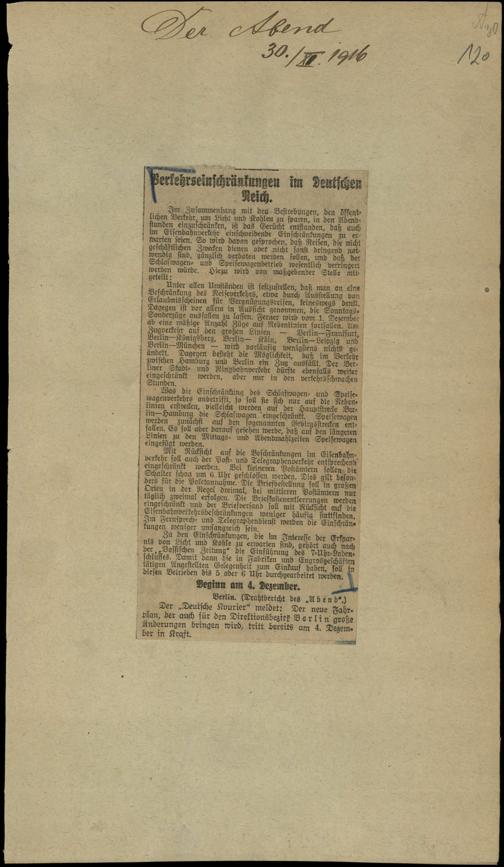 Der Abend
30./XI. 1916
120
Verkehrseinschränkungen im Deutschen
Reich.
Im Zusammenhang mit den Bestrebungen, den öffent-
lichen Verkehr, um Licht und Kohlen zu sparen, in den Abend-
stunden einzuschränken, ist das Gerücht entstanden, daß auch
im Eisenbahnverkehr einschneidende Einschränkungen zu er-
warten seien. So wird davon gesprochen, daß Reisen, die nicht
geschäftlichen Zwecken dienen oder nicht sonst dringend not-
wendig sind, gänzlich verboten werden sollen, und daß der
Schlafwagen- und Speisewagenbetrieb wesentlich verringert
werden würde. Hiezu wird von maßgebender Stelle mit-
geteilt:
Unter allen Umständen ist festzustellen, daß man an eine
Beschränkung des Reiseverkehrs, etwa durch Ausstellung von
Erlaubnisscheinen für Vergnügungsreisen, keineswegs denkt.
Dagegen ist vor allem in Aussicht genommen, die Sonntags-
Sonderzüge ausfallen zu lassen. Ferner wird vom 1. Dezember
ab eine mäßige Anzahl Züge auf Nebenlinien fortfallen. Am
Zugverkehr auf den großen Linien — Berlin—Frankfurt,
Berlin—Königsberg, Berlin—Köln, Berlin—Leipzig und
Berlin—München — wird vorläufig wenigstens nichts ge-
ändert. Dagegen besteht die Möglichkeit, daß im Verkehr
zwischen Hamburg und Berlin ein Zug ausfällt. Der Ber-
liner Stadt- und Ringbahnverkehr dürfte ebenfalls weiter
eingeschränkt werden, aber nur in den verkehrsschwachen
Stunden.
Was die Einschränkung des Schlafwagen- und Speise-
wagenverkehrs anbetrifft, so soll sie sich nur auf die Neben-
linien erstrecken, vielleicht werden auf der Hauptstrecke Ber-
lin—Hamburg die Schlafwagen eingeschränkt. Speisewagen
werden zunächst auf den sogenannten Gebirgsstrecken ent-
fallen. Es soll aber darauf gesehen werde, daß auf den längeren
Linien zu den Mittags- und Abendmahlzeiten Speisewagen
eingefügt werden.
Mit Rücksicht auf die Beschränkungen im Eisenbahn-
verkehr soll auch der Post- und Telegraphenverkehr entsprechend
eingeschränkt werden. Bei kleineren Postämtern sollen die
Schalter schon um 6 Uhr geschlossen werden. Dies gilt beson-
ders für die Paketannahme. Die Briefbestellung soll in großen
Orten in der Regel dreimal, bei mittleren Postämtern nur
täglich zweimal erfolgen. Die Briefkastenleerungen werden
eingeschränkt und der Briefversand soll mit Rücksicht auf die
Eisenbahnverkehrsbeschränkungen weniger häufig stattfinden.
Im Fernsprech- und Telegraphendienst werden die Einschrän-
kungen weniger umfangreich sein.
Zu den Einschränkungen, die im Interesse der Erspar-
nis von Licht und Kohle zu erwarten sind, gehört auch nach
der „Vossischen Zeitung“ die Einführung des 7-Uhr-Laden-
schlusses. Damit dann die in Fabriken und Engrosgeschäften
tätigen Angestellten Gelegenheit zum Einkauf haben, soll in
diesen Betrieben bis 5 oder 6 Uhr durchgearbeitet werden.
Beginn am 4. Dezember.
Berlin. (Drahtbericht des „Abend“.)
Der „Deutsche Kourier“ meldet: Der neue Fahr-
plan, der auch für den Direktionsbezirk Berlin große
Änderungen bringen wird, tritt bereits am 4. Dezem-
ber in Kraft.